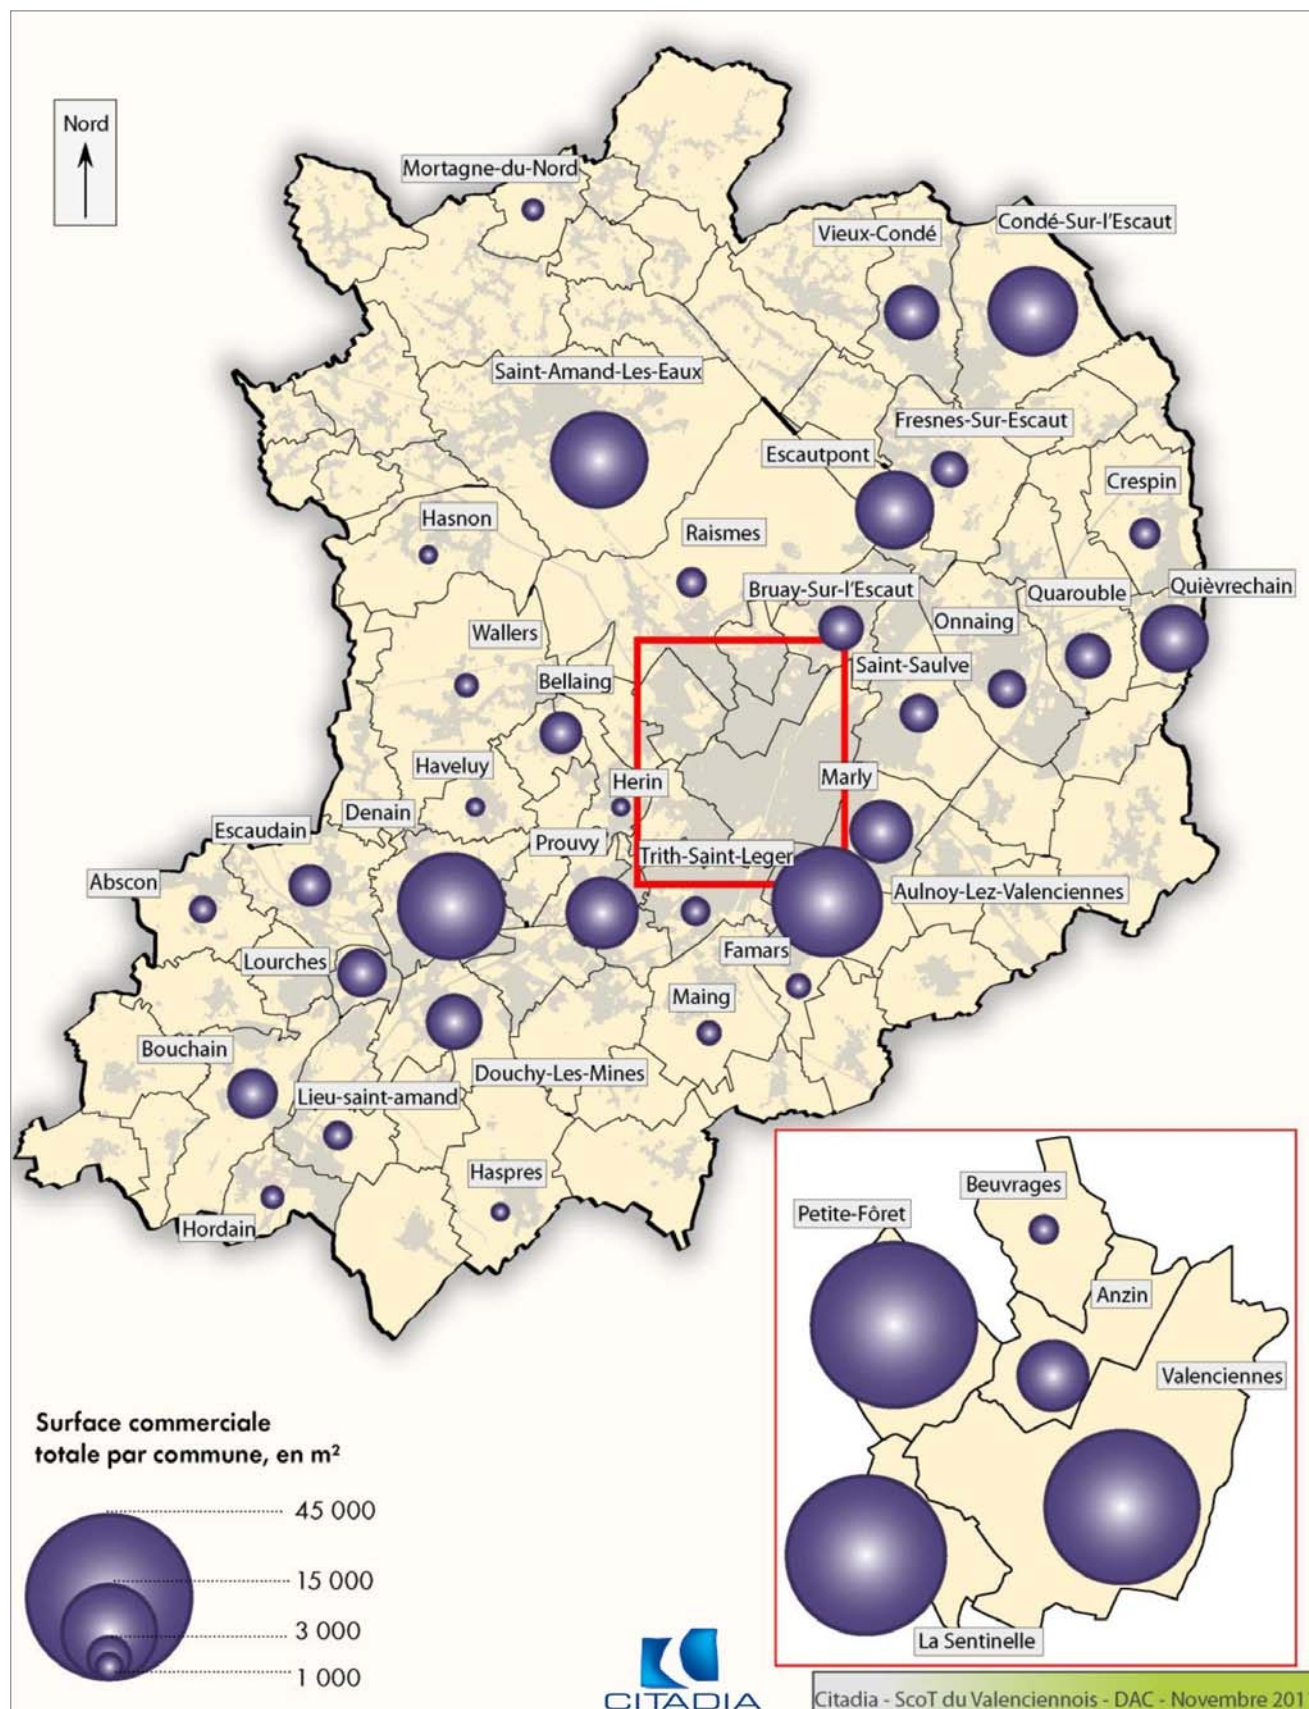 Nord
Mortagne-du-Nord
Vieux-Condé
Condé-Sur-l'Escaut
Saint-Amand-Les-Eaux
Fresnes-Sur-Escaut
Escautpont
Crespin
Hasnon
Raismes
Bruay-Sur-l'Escaut
Quarouble
Quièvrechain
Onnaing
Wallers
Saint-Saulve
Bellaing
Haveluy
Herin
Marly
Denain
Escaudain
Prouvy
Trith-Saint-Leger
Abscon
Aulnoy-Lez-Valenciennes
Lourches
Famars
Maing
Bouchain
Douchy-Les-Mines
Lieu-saint-amand
Haspres
Hordain
Beuvrages
Petite-Fôret
Anzin
Valenciennes
La Sentinelle
Surface commerciale
totale par commune, en m²
45 000
15 000
3 000
1 000
CITADIA
Citadia - ScoT du Valenciennois - DAC - Novembre 201